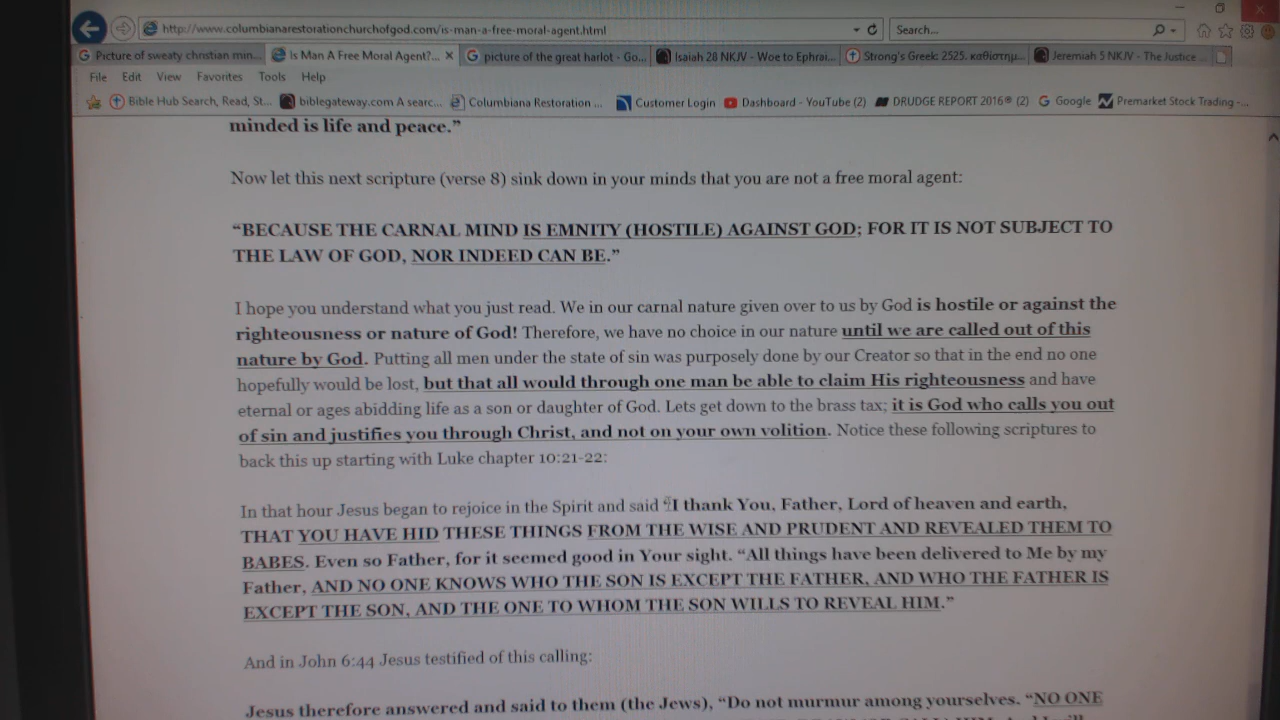 http://www.columbianarestorationchurchofgod.com/is-man-a-free-moral-agent.html
Search...
Picture of sweaty christian min...
Is Man A Free Moral Agent?...
picture of the great harlot - Go...
Isaiah 28 NKJV - Woe to Ephrai...
Strong's Greek: 2525. καθίστημ...
Jeremiah 5 NKJV - The Justice ...
File Edit View Favorites Tools Help
Bible Hub Search, Read, St...
biblegateway.com A searc...
Columbiana Restoration ...
Customer Login
Dashboard - YouTube (2)
DRUDGE REPORT 2016® (2)
Google
Premarket Stock Trading -...
minded is life and peace.”
Now let this next scripture (verse 8) sink down in your minds that you are not a free moral agent:
“BECAUSE THE CARNAL MIND IS EMNITY (HOSTILE) AGAINST GOD; FOR IT IS NOT SUBJECT TO
THE LAW OF GOD, NOR INDEED CAN BE.”
I hope you understand what you just read. We in our carnal nature given over to us by God is hostile or against the
righteousness or nature of God! Therefore, we have no choice in our nature until we are called out of this
nature by God. Putting all men under the state of sin was purposely done by our Creator so that in the end no one
hopefully would be lost, but that all would through one man be able to claim His righteousness and have
eternal or ages abidding life as a son or daughter of God. Lets get down to the brass tax; it is God who calls you out
of sin and justifies you through Christ, and not on your own volition. Notice these following scriptures to
back this up starting with Luke chapter 10:21-22:
In that hour Jesus began to rejoice in the Spirit and said “I thank You, Father, Lord of heaven and earth,
THAT YOU HAVE HID THESE THINGS FROM THE WISE AND PRUDENT AND REVEALED THEM TO
BABES. Even so Father, for it seemed good in Your sight. “All things have been delivered to Me by my
Father, AND NO ONE KNOWS WHO THE SON IS EXCEPT THE FATHER, AND WHO THE FATHER IS
EXCEPT THE SON, AND THE ONE TO WHOM THE SON WILLS TO REVEAL HIM.”
And in John 6:44 Jesus testified of this calling:
Jesus therefore answered and said to them (the Jews), “Do not murmur among yourselves. “NO ONE